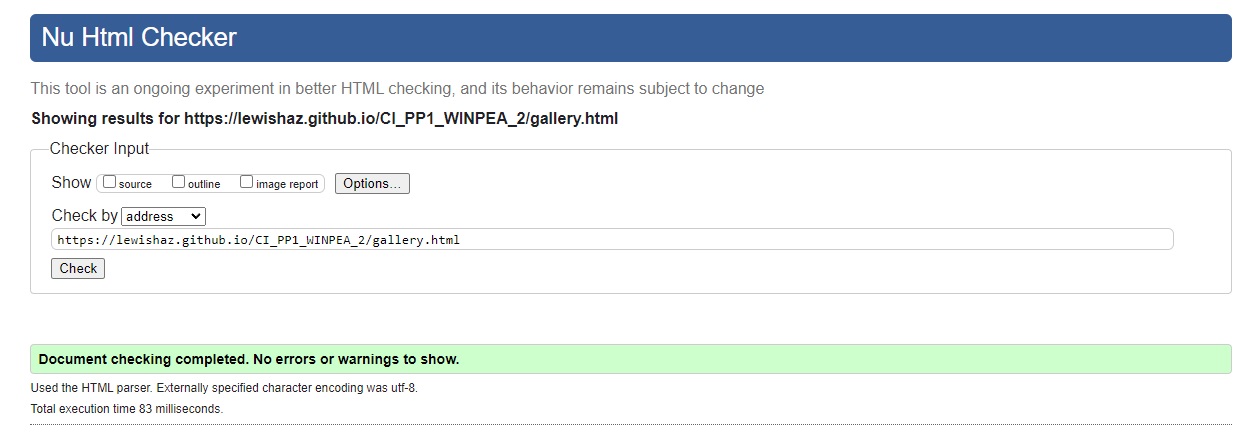 Nu Html Checker
This tool is an ongoing experiment in better HTML checking, and its behavior remains subject to change
Showing results for https://lewishaz.github.io/CI_PP1_WINPEA_2/gallery.html
Checker Input
Show source outline image report Options...
Check by address
https://lewishaz.github.io/CI_PP1_WINPEA_2/gallery.html
Check
Document checking completed. No errors or warnings to show.
Used the HTML parser. Externally specified character encoding was utf-8.
Total execution time 83 milliseconds.